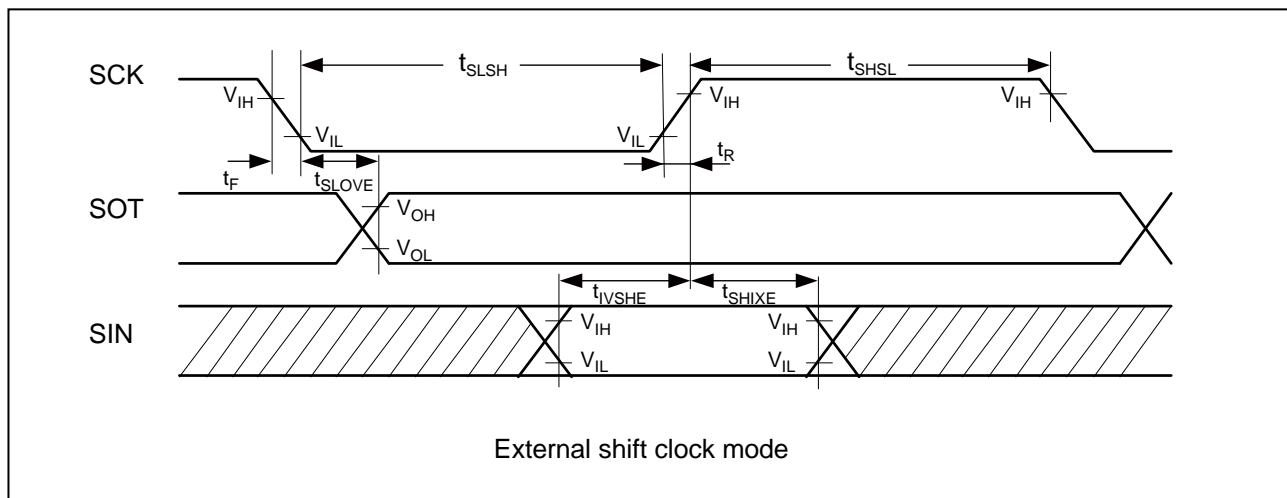 SCK
tSLSH
tSHSL
VIH
VIH
VIH
VIL
VIL
tR
tF
tSLOVE
SOT
VOH
VOL
tIVSHE
tSHIXE
SIN
VIH
VIH
VIL
VIL
External shift clock mode